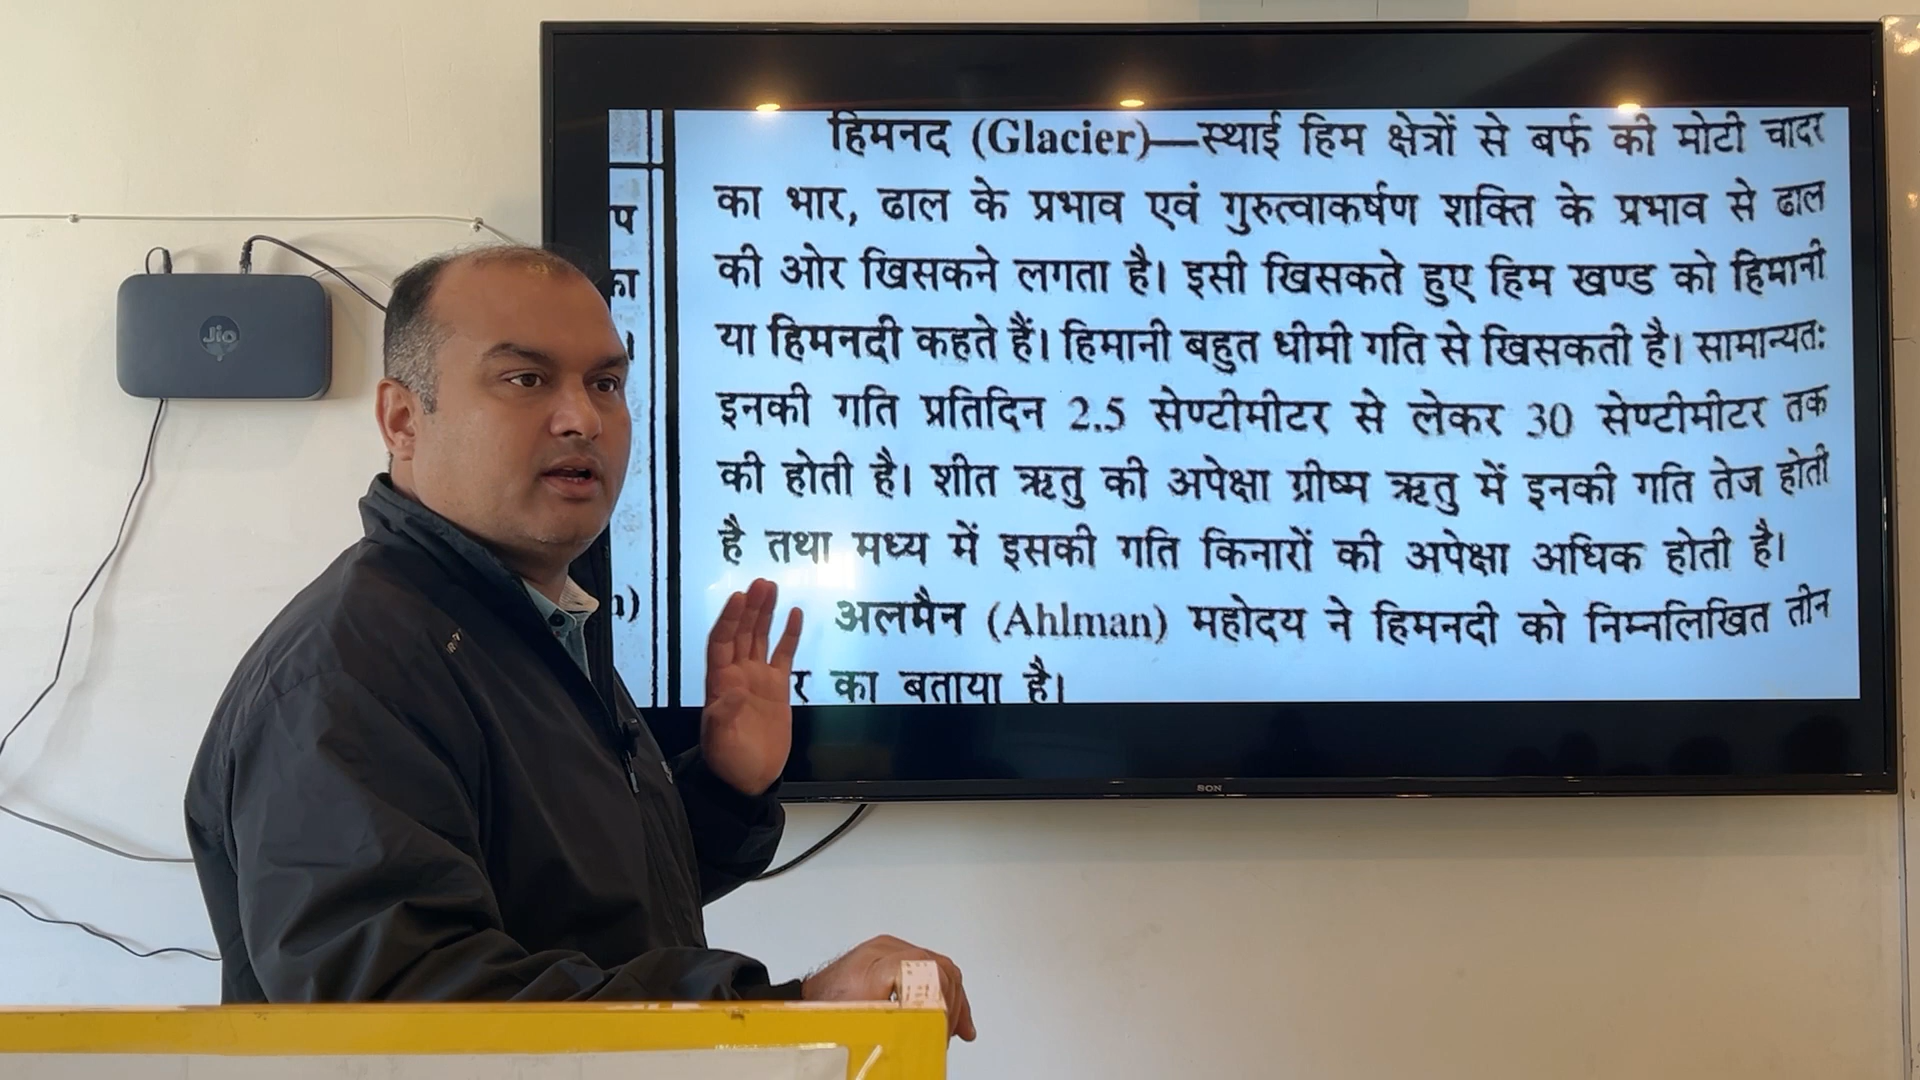 Jio
हिमनद (Glacier)—स्थाई हिम क्षेत्रों से बर्फ की मोटी चादर
का भार, ढाल के प्रभाव एवं गुरुत्वाकर्षण शक्ति के प्रभाव से ढाल
की ओर खिसकने लगता है। इसी खिसकते हुए हिम खण्ड को हिमानी
या हिमनदी कहते हैं। हिमानी बहुत धीमी गति से खिसकती है। सामान्यतः
इनकी गति प्रतिदिन 2.5 सेण्टीमीटर से लेकर 30 सेण्टीमीटर तक
की होती है। शीत ऋतु की अपेक्षा ग्रीष्म ऋतु में इनकी गति तेज होती
है तथा मध्य में इसकी गति किनारों की अपेक्षा अधिक होती है।
अलमैन (Ahlman) महोदय ने हिमनदी को निम्नलिखित तीन
र का बताया है।
SON